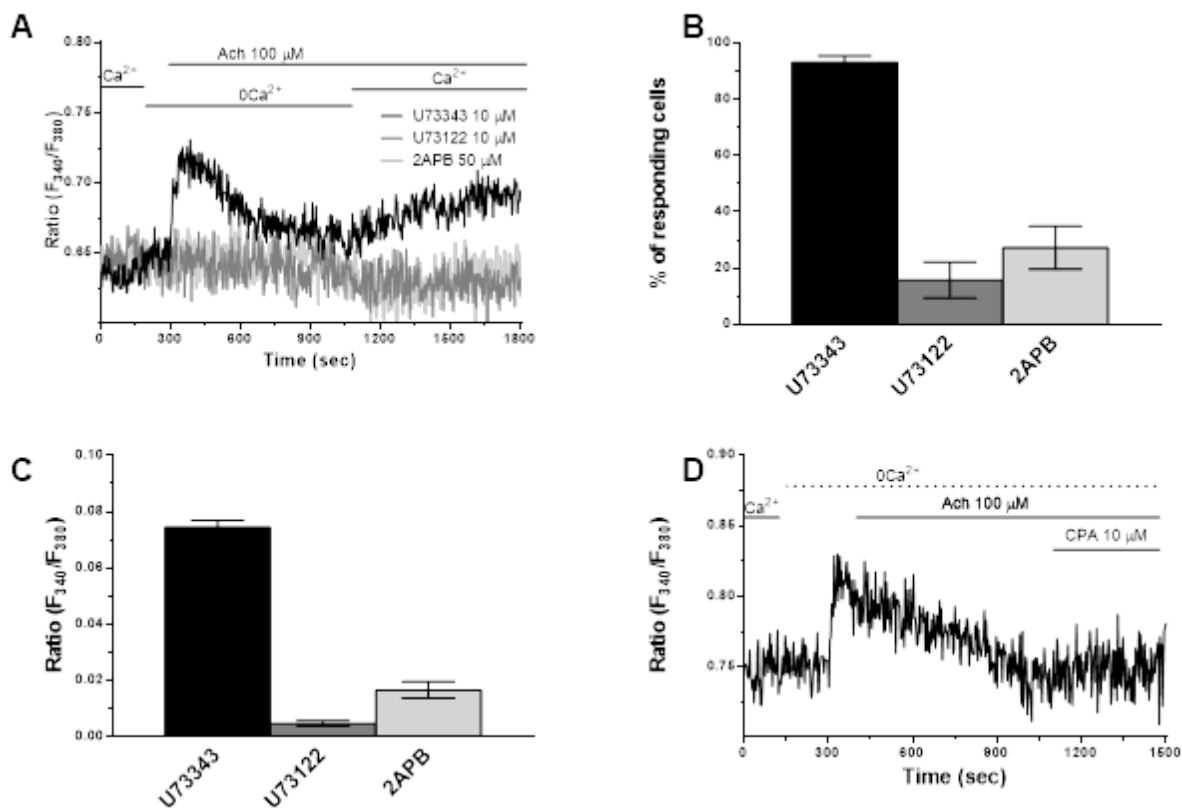 A
Ratio (F340/F380)
0.80
0.75
0.70
0.65
Ach 100 μM
Ca2+
0Ca2+
Ca2+
U73343 10 μM
U73122 10 μM
2APB 50 μM
0 300 600 900 1200 1500 1800
Time (sec)
B
% of responding cells
100
80
60
40
20
0
U73343
U73122
2APB
C
Ratio (F340/F380)
0.10
0.08
0.06
0.04
0.02
0.00
U73343
U73122
2APB
D
Ratio (F340/F380)
0.90
0.85
0.80
0.75
0Ca2+
Ca2+
Ach 100 μM
CPA 10 μM
0 300 600 900 1200 1500
Time (sec)